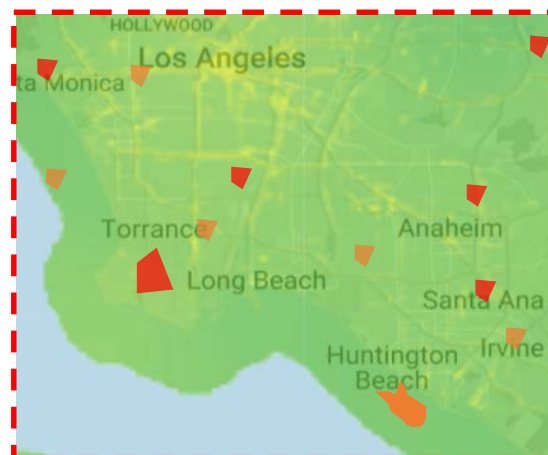 HOLLYWOOD
Los Angeles
ta Monica
Torrance
Anaheim
Long Beach
Santa Ana
Huntington
Beach
Irvine